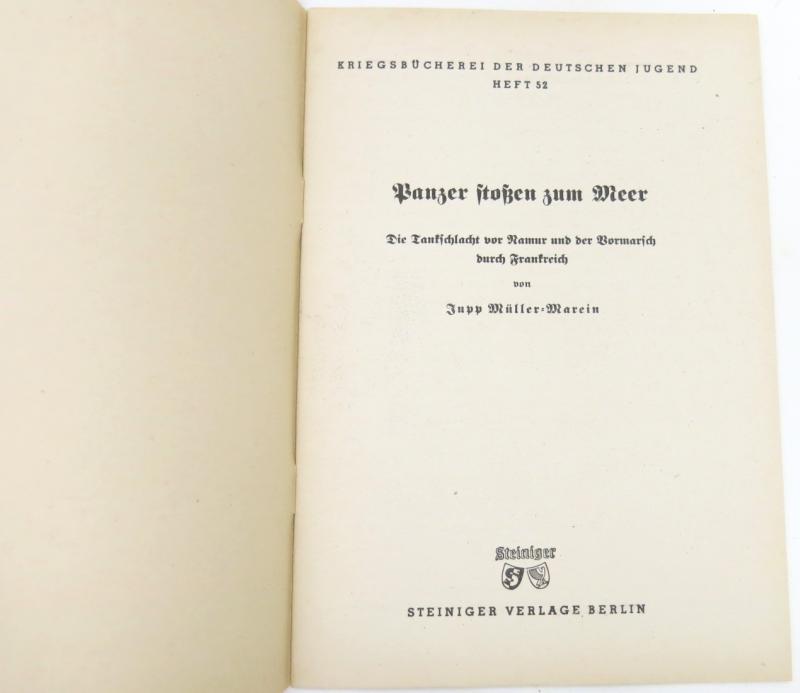 KRIEGSBÜCHEREI DER DEUTSCHEN JUGEND
HEFT 52
Panzer stoßen zum Meer
Die Tankschlacht vor Namur und der Vormarsch
durch Frankreich
von
Jupp Müller=Marein
Steiniger
STEINIGER VERLAGE BERLIN